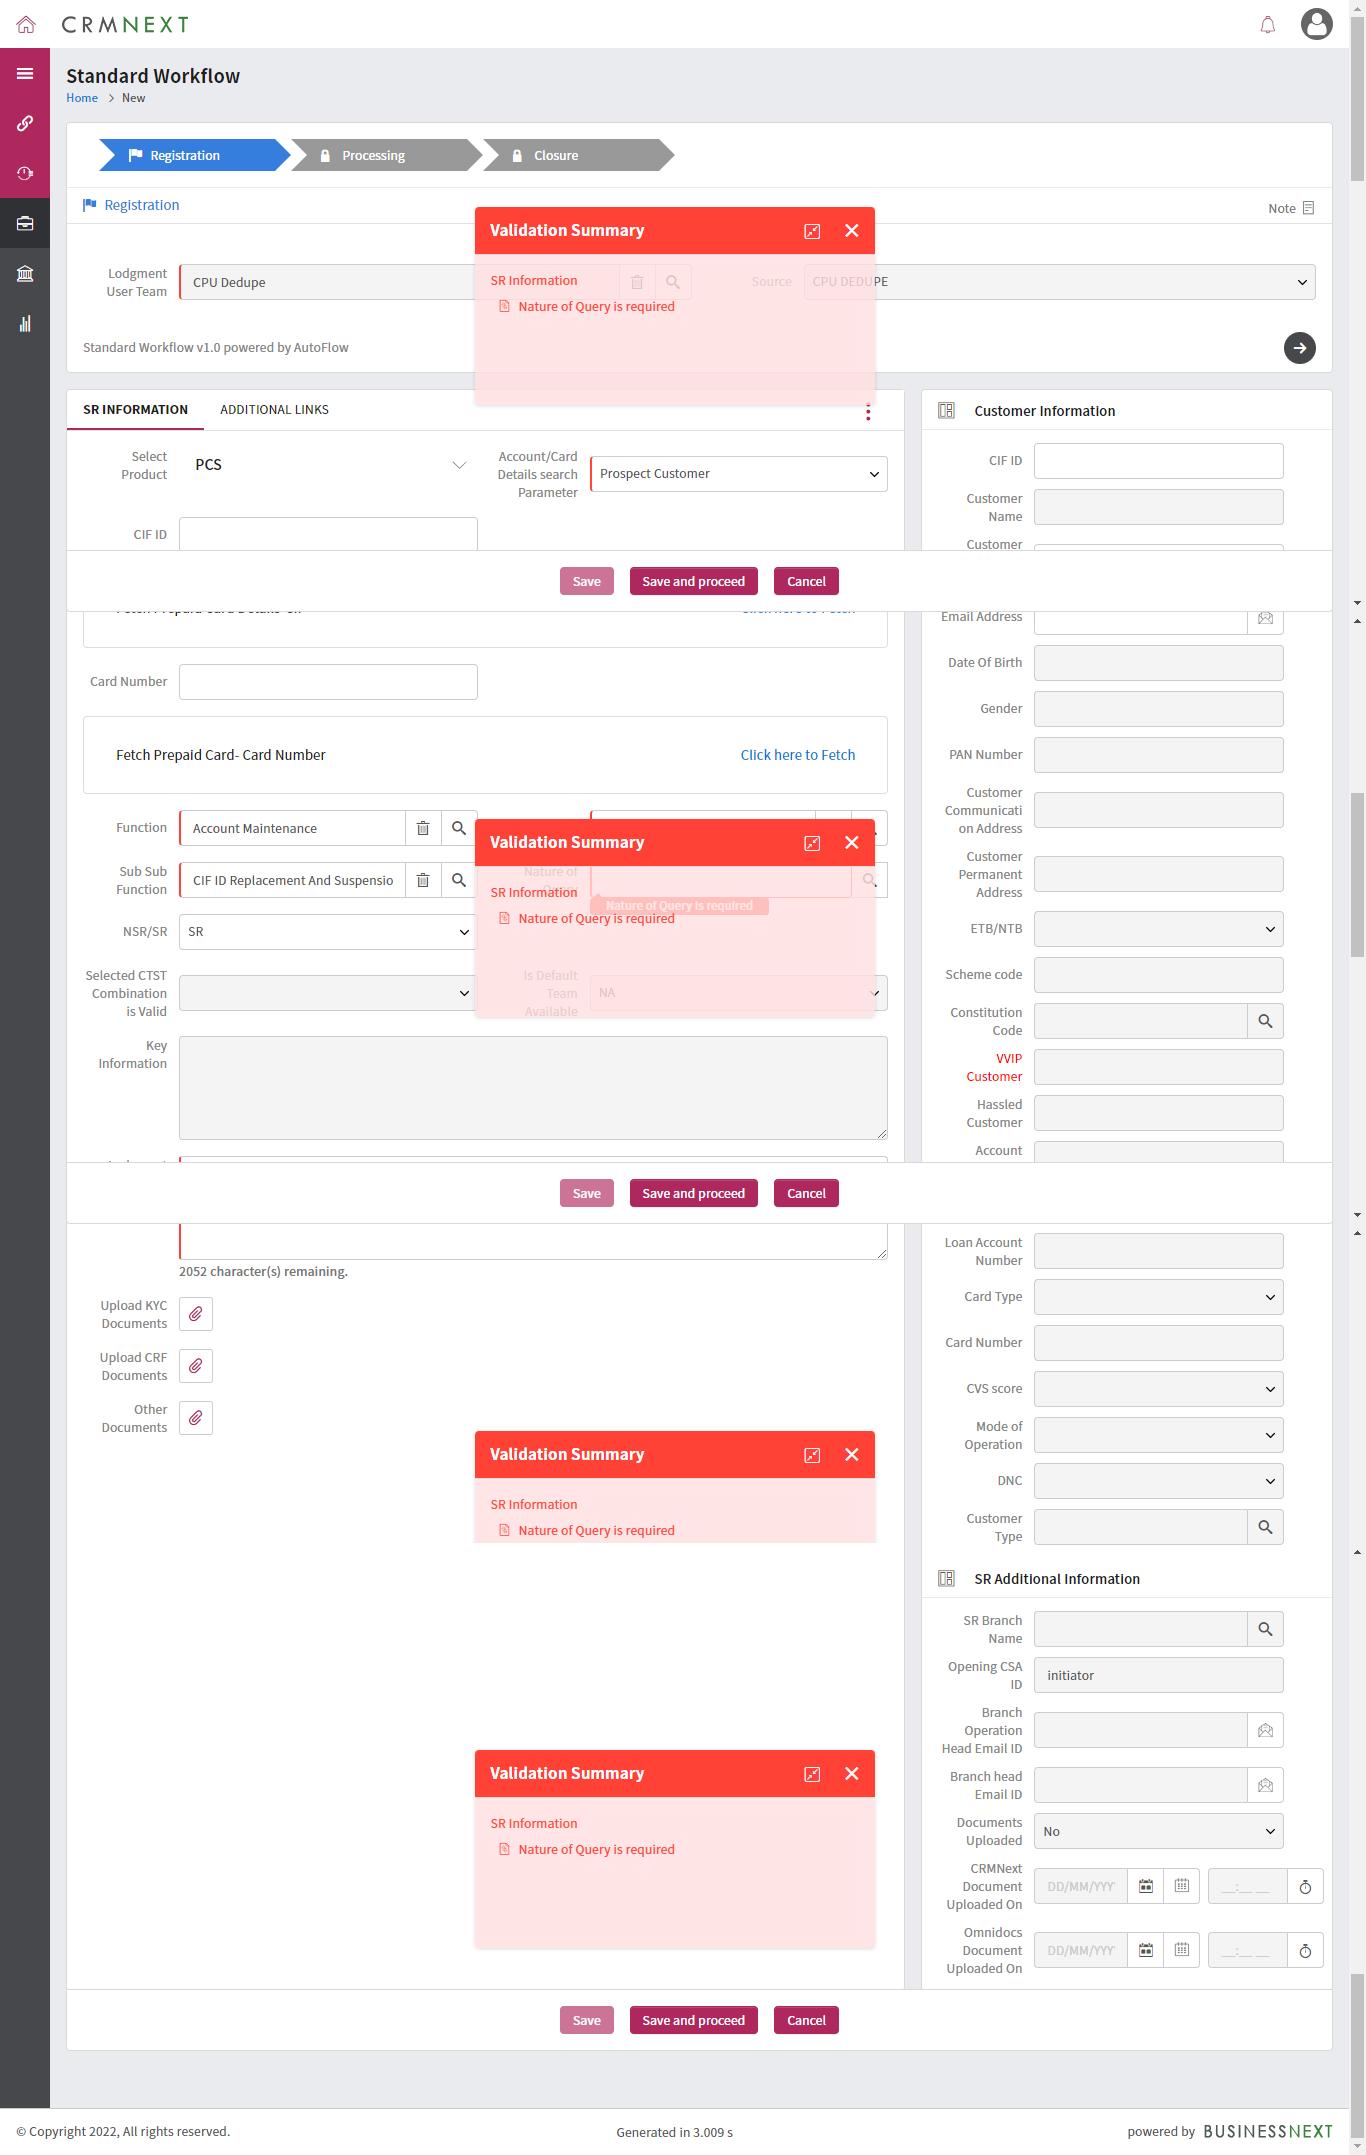 CRMNEXT
Standard Workflow
Home > New
Registration
Processing
Closure
Registration
Note
Validation Summary
SR Information
Nature of Query is required
Lodgment
User Team
CPU Dedupe
Source
CPU DEDUPE
Standard Workflow v1.0 powered by AutoFlow
SR INFORMATION
ADDITIONAL LINKS
Select
Product
PCS
Account/Card
Details search
Parameter
Prospect Customer
CIF ID
Customer Information
CIF ID
Customer
Name
Customer
Save
Save and proceed
Cancel
Card Number
Fetch Prepaid Card- Card Number
Click here to Fetch
Function
Account Maintenance
Sub Sub
Function
CIF ID Replacement And Suspensio
Nature of
Nature of Query is required
Validation Summary
SR Information
Nature of Query is required
NSR/SR
SR
Selected CTST
Combination
is Valid
Is Default
Team
Available
NA
Key
Information
Email Address
Date Of Birth
Gender
PAN Number
Customer
Communicati
on Address
Customer
Permanent
Address
ETB/NTB
Scheme code
Constitution
Code
VVIP
Customer
Hassled
Customer
Account
Save
Save and proceed
Cancel
2052 character(s) remaining.
Upload KYC
Documents
Upload CRF
Documents
Other
Documents
Validation Summary
SR Information
Nature of Query is required
Loan Account
Number
Card Type
Card Number
CVS score
Mode of
Operation
DNC
Customer
Type
SR Additional Information
SR Branch
Name
Opening CSA
ID
initiator
Branch
Operation
Head Email ID
Branch head
Email ID
Documents
Uploaded
No
CRMNext
Document
Uploaded On
DD/MM/YYY
__:__ __
Omnidocs
Document
Uploaded On
DD/MM/YYY
__:__ __
Validation Summary
SR Information
Nature of Query is required
Save
Save and proceed
Cancel
© Copyright 2022, All rights reserved.
Generated in 3.009 s
powered by BUSINESSNEXT